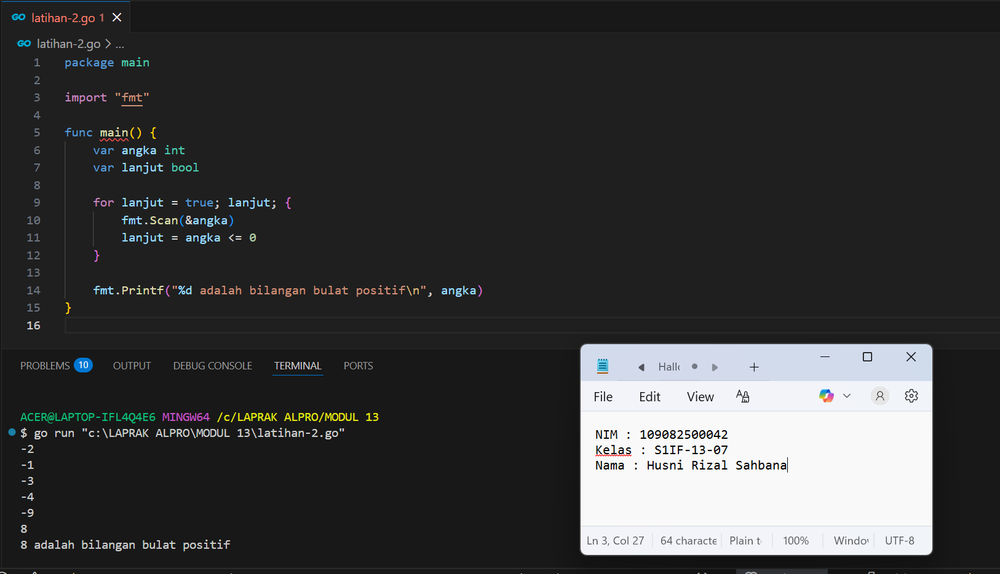 GO latihan-2.go 1
GO latihan-2.go > ...
1 package main
2
3 import "fmt"
4
5 func main() {
6 var angka int
7 var lanjut bool
8
9 for lanjut = true; lanjut; {
10 fmt.Scan(&angka)
11 lanjut = angka <= 0
12 }
13
14 fmt.Printf("%d adalah bilangan bulat positif\n", angka)
15 }
16
PROBLEMS 10 OUTPUT DEBUG CONSOLE TERMINAL PORTS
ACER@LAPTOP-IFL4Q4E6 MINGW64 /c/LAPRAK ALPRO/MODUL 13
$ go run "c:\LAPRAK ALPRO\MODUL 13\latihan-2.go"
-2
-1
-3
-4
-9
8
8 adalah bilangan bulat positif
File Edit View
NIM : 109082500042
Kelas : S1IF-13-07
Nama : Husni Rizal Sahbana
Ln 3, Col 27 64 characte Plain t 100% Window UTF-8